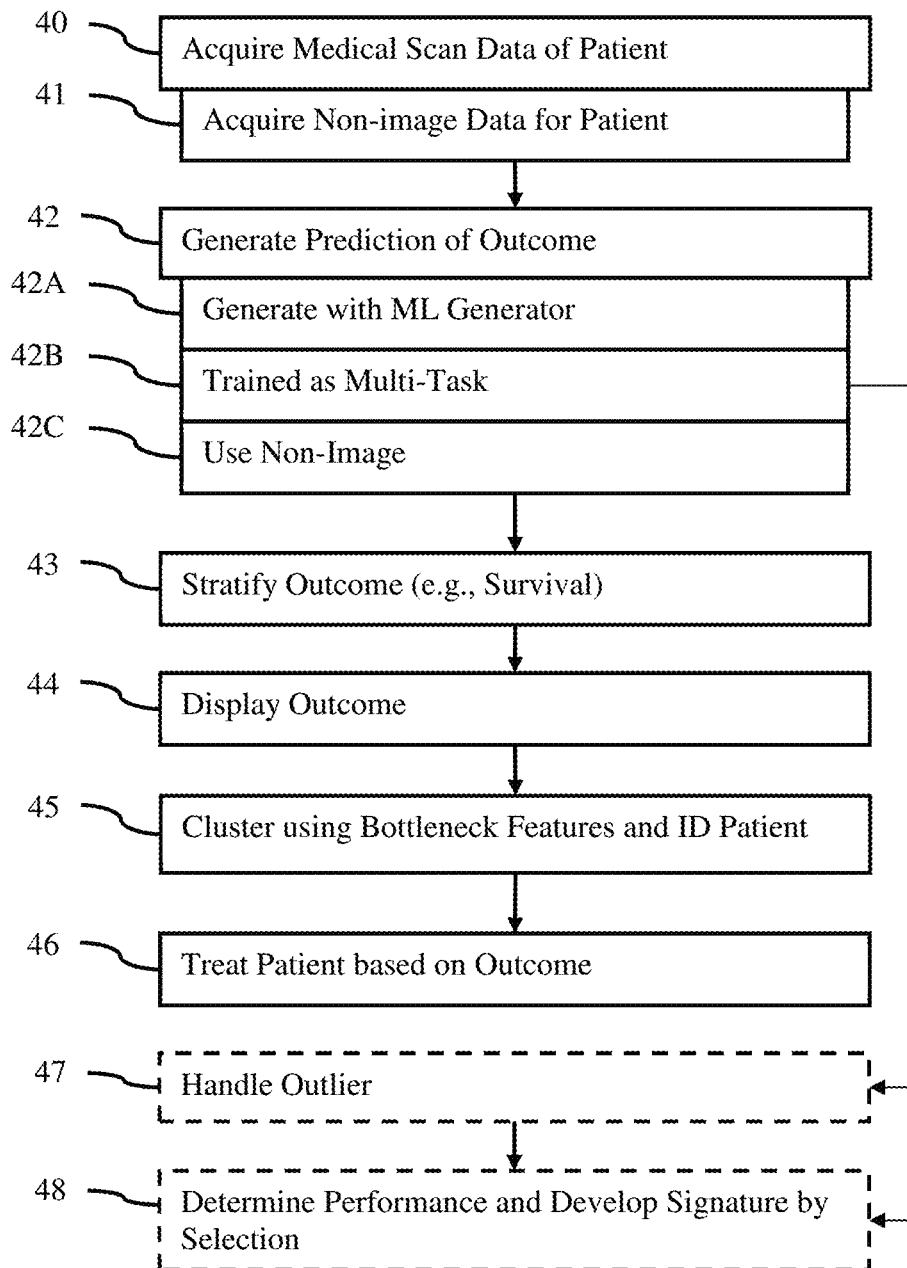 40 Acquire Medical Scan Data of Patient
41 Acquire Non-image Data for Patient
42 Generate Prediction of Outcome
42A Generate with ML Generator
42B Trained as Multi-Task
42C Use Non-Image
43 Stratify Outcome (e.g., Survival)
44 Display Outcome
45 Cluster using Bottleneck Features and ID Patient
46 Treat Patient based on Outcome
47 Handle Outlier
48 Determine Performance and Develop Signature by
Selection